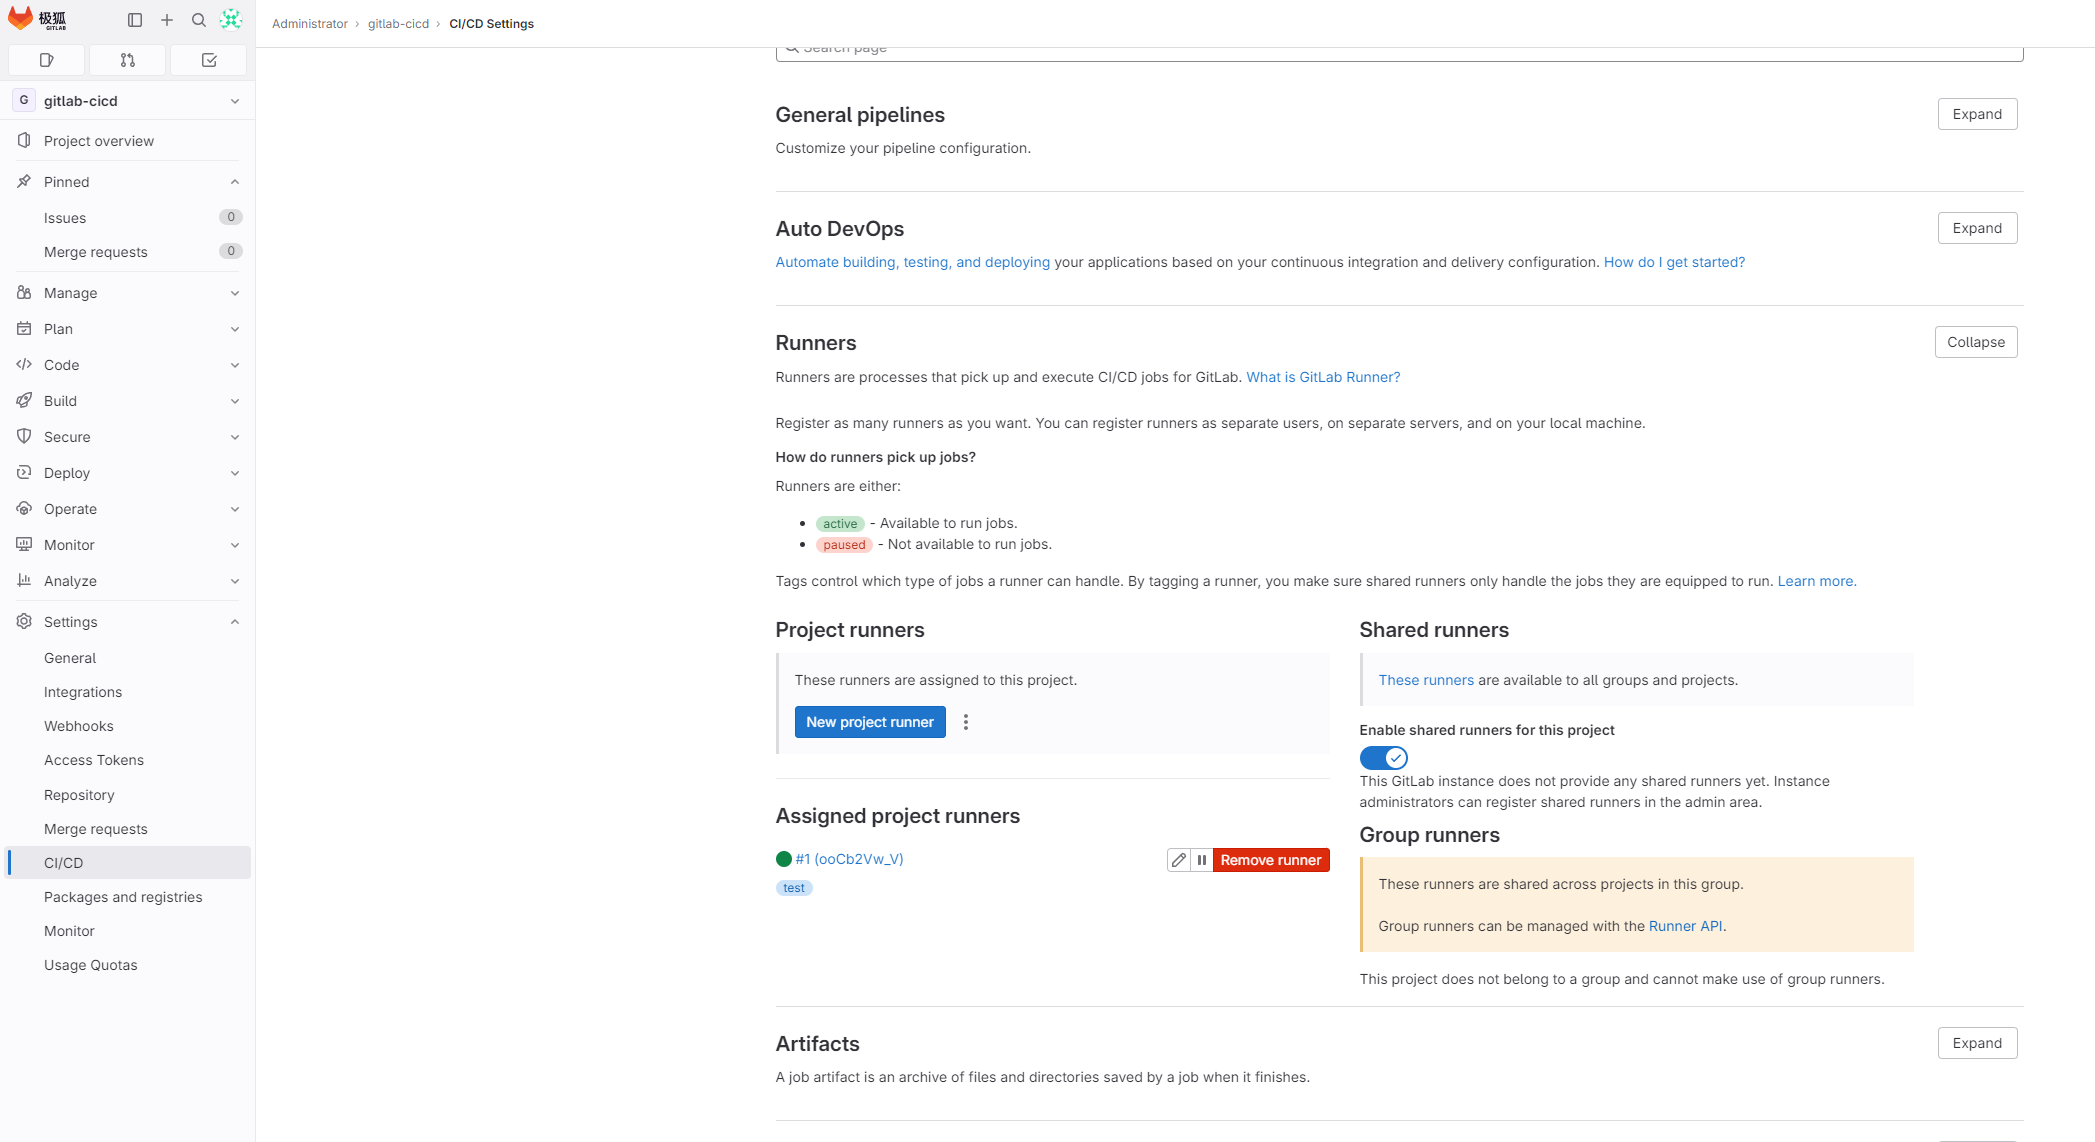 极狐
GITLAB
Administrator › gitlab-cicd › CI/CD Settings
G gitlab-cicd
Project overview
Pinned
Issues 0
Merge requests 0
Manage
Plan
Code
Build
Secure
Deploy
Operate
Monitor
Analyze
Settings
General
Integrations
Webhooks
Access Tokens
Repository
Merge requests
CI/CD
Packages and registries
Monitor
Usage Quotas
Search page
General pipelines
Expand
Customize your pipeline configuration.
Auto DevOps
Expand
Automate building, testing, and deploying your applications based on your continuous integration and delivery configuration. How do I get started?
Runners
Collapse
Runners are processes that pick up and execute CI/CD jobs for GitLab. What is GitLab Runner?
Register as many runners as you want. You can register runners as separate users, on separate servers, and on your local machine.
How do runners pick up jobs?
Runners are either:
• active - Available to run jobs.
• paused - Not available to run jobs.
Tags control which type of jobs a runner can handle. By tagging a runner, you make sure shared runners only handle the jobs they are equipped to run. Learn more.
Project runners
These runners are assigned to this project.
New project runner
Assigned project runners
#1 (ooCb2Vw_V)
Remove runner
test
Shared runners
These runners are available to all groups and projects.
Enable shared runners for this project
This GitLab instance does not provide any shared runners yet. Instance
administrators can register shared runners in the admin area.
Group runners
These runners are shared across projects in this group.
Group runners can be managed with the Runner API.
This project does not belong to a group and cannot make use of group runners.
Artifacts
Expand
A job artifact is an archive of files and directories saved by a job when it finishes.